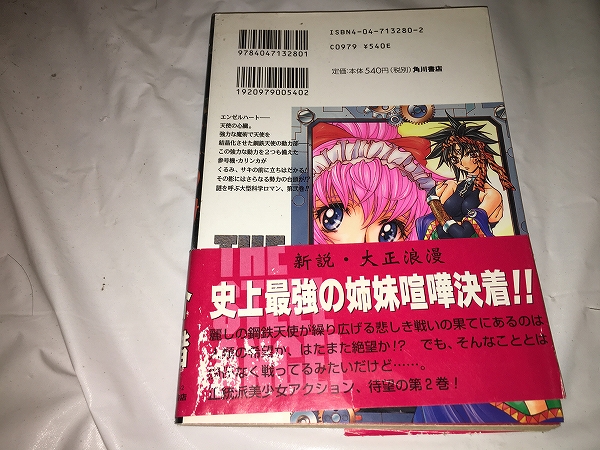 ISBN4-04-713280-2
C0979 ¥540E
9784047132801
定価:本体540円(税別) 角川書店
1920979005402
エンゼルハート――
天使の心臓。
強力な魔術で天使を
結晶化させた鋼鉄天使の動力部
この強力な動力を2つも備えた
参号機・カリンカが
くるみ、サキの前に立ちはだかる!
その影にはさらなる勢力の台頭が!?
謎を呼ぶ大型科学ロマン、第弐巻!!
THE
新説・大正浪漫
史上最強の姉妹喧嘩決着!!
麗しの鋼鉄天使が繰り広げる悲しき戦いの果てにあるのは
希望か、はたまた絶望か!? でも、そんなこととは
なく戦ってるみたいだけど……。
正統派美少女アクション、待望の第2巻!